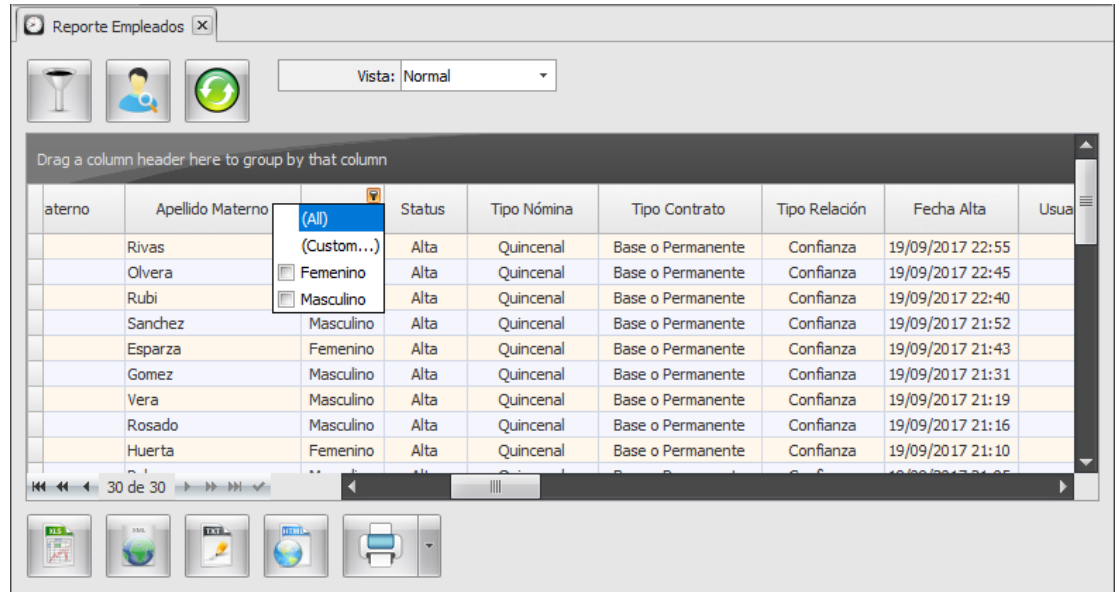 Reporte Empleados
Vista: Normal
Drag a column header here to group by that column
aterno Apellido Materno Status Tipo Nómina Tipo Contrato Tipo Relación Fecha Alta Usua
(All)
(Custom...)
Femenino
Masculino
Rivas Alta Quincenal Base o Permanente Confianza 19/09/2017 22:55
Olvera Alta Quincenal Base o Permanente Confianza 19/09/2017 22:45
Rubi Alta Quincenal Base o Permanente Confianza 19/09/2017 22:40
Sanchez Masculino Alta Quincenal Base o Permanente Confianza 19/09/2017 21:52
Esparza Femenino Alta Quincenal Base o Permanente Confianza 19/09/2017 21:43
Gomez Masculino Alta Quincenal Base o Permanente Confianza 19/09/2017 21:31
Vera Masculino Alta Quincenal Base o Permanente Confianza 19/09/2017 21:19
Rosado Masculino Alta Quincenal Base o Permanente Confianza 19/09/2017 21:16
Huerta Femenino Alta Quincenal Base o Permanente Confianza 19/09/2017 21:10
30 de 30
XLS XML TXT HTML